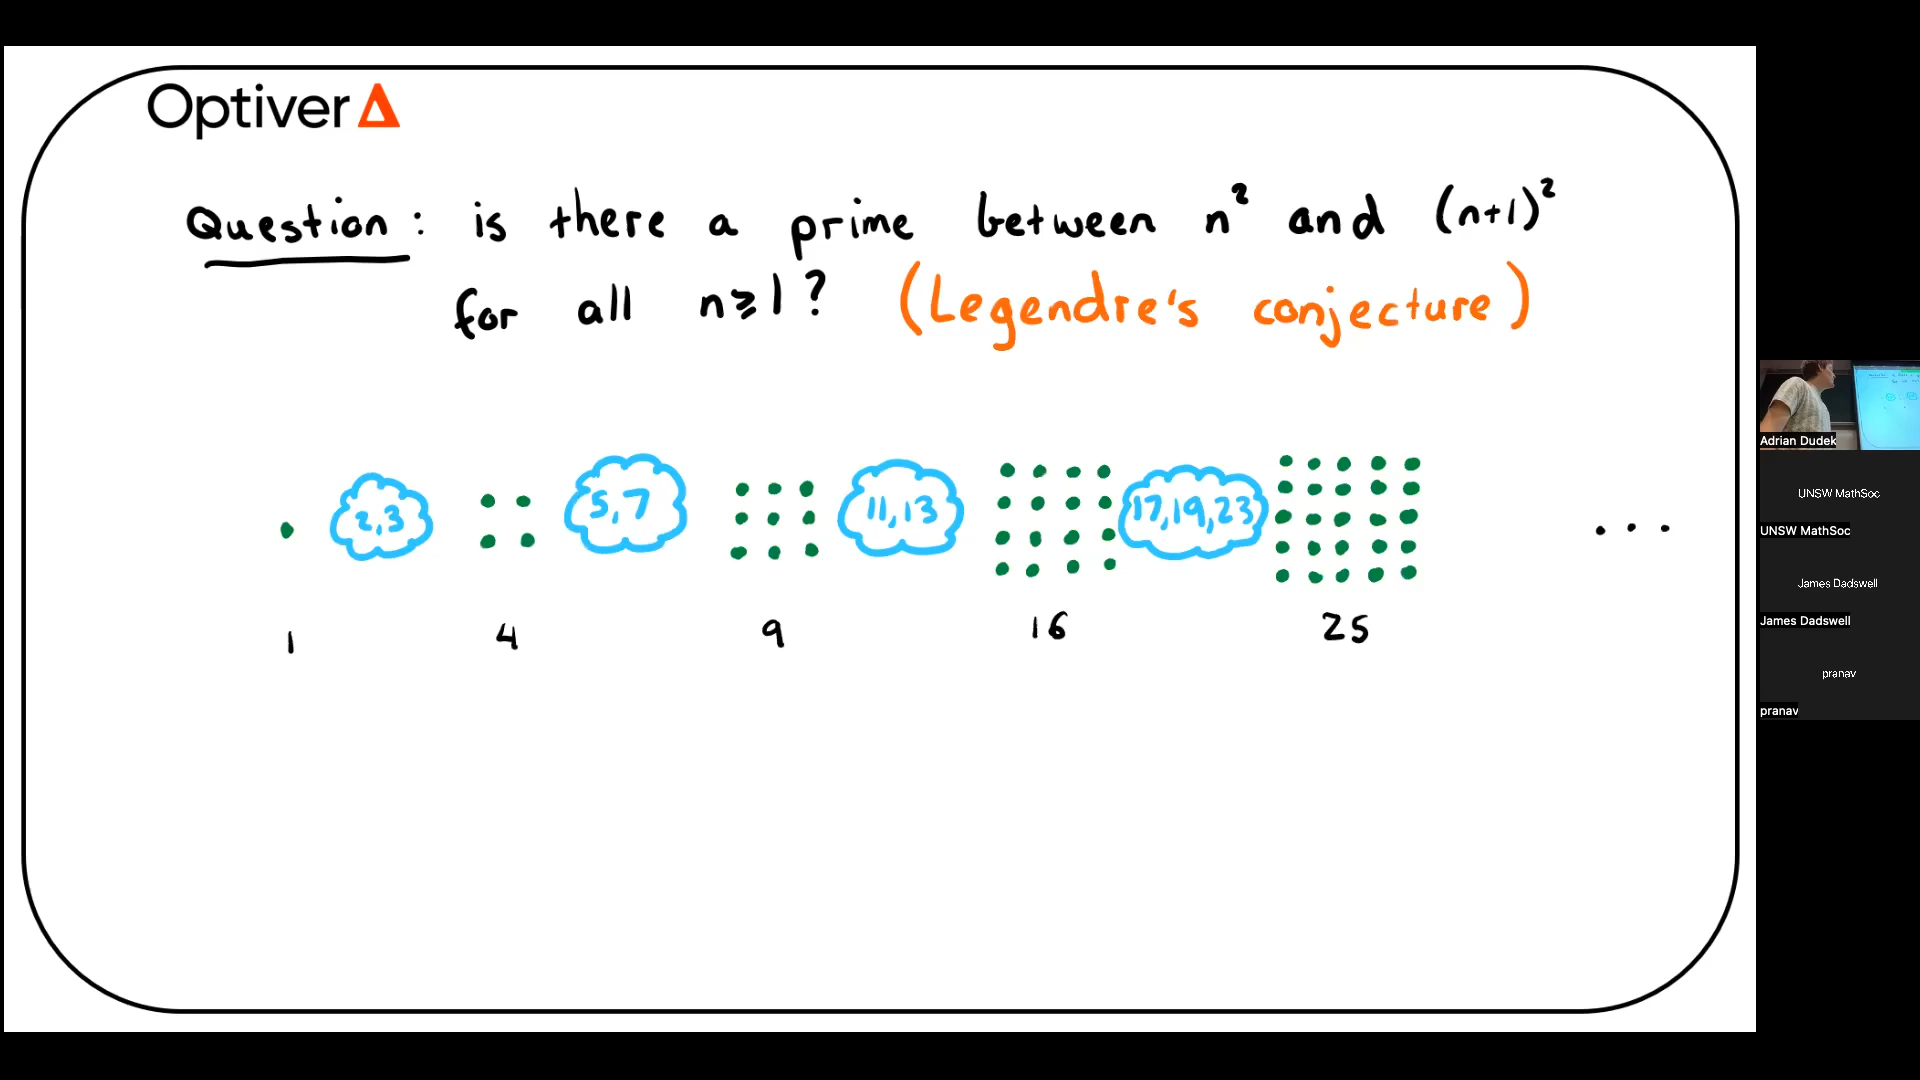 Optiver
Question: is there a prime between n² and (n+1)²
for all n≥1? (Legendre's conjecture)
2,3
5,7
11,13
17,19,23
...
1 4 9 16 25
Adrian Dudek
UNSW MathSoc
UNSW MathSoc
James Dadswell
James Dadswell
pranav
pranav